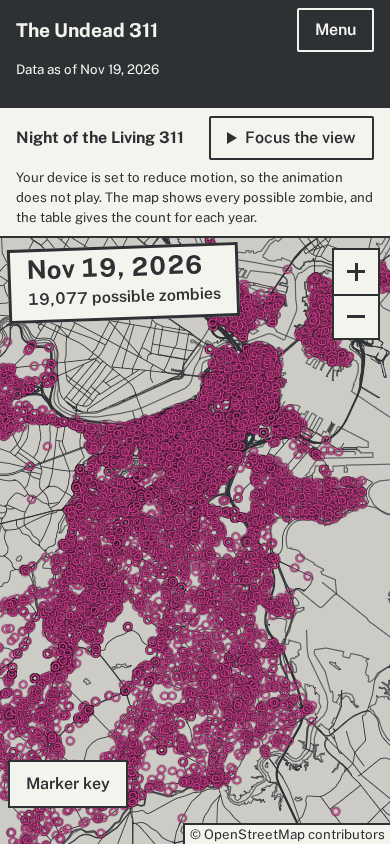 The Undead 311
Menu
Data as of Nov 19, 2026
Night of the Living 311
Focus the view
Your device is set to reduce motion, so the animation
does not play. The map shows every possible zombie, and
the table gives the count for each year.
Nov 19, 2026
19,077 possible zombies
+
−
Marker key
© OpenStreetMap contributors